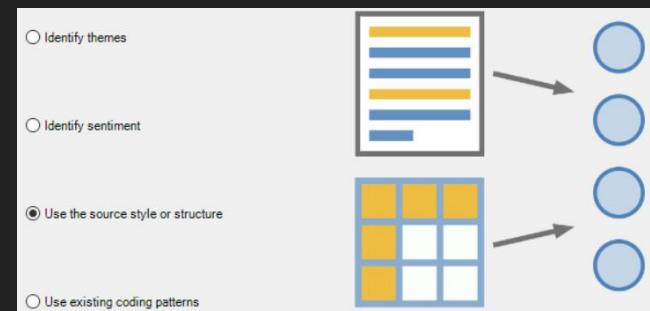 Identify themes
Identify sentiment
Use the source style or structure
Use existing coding patterns